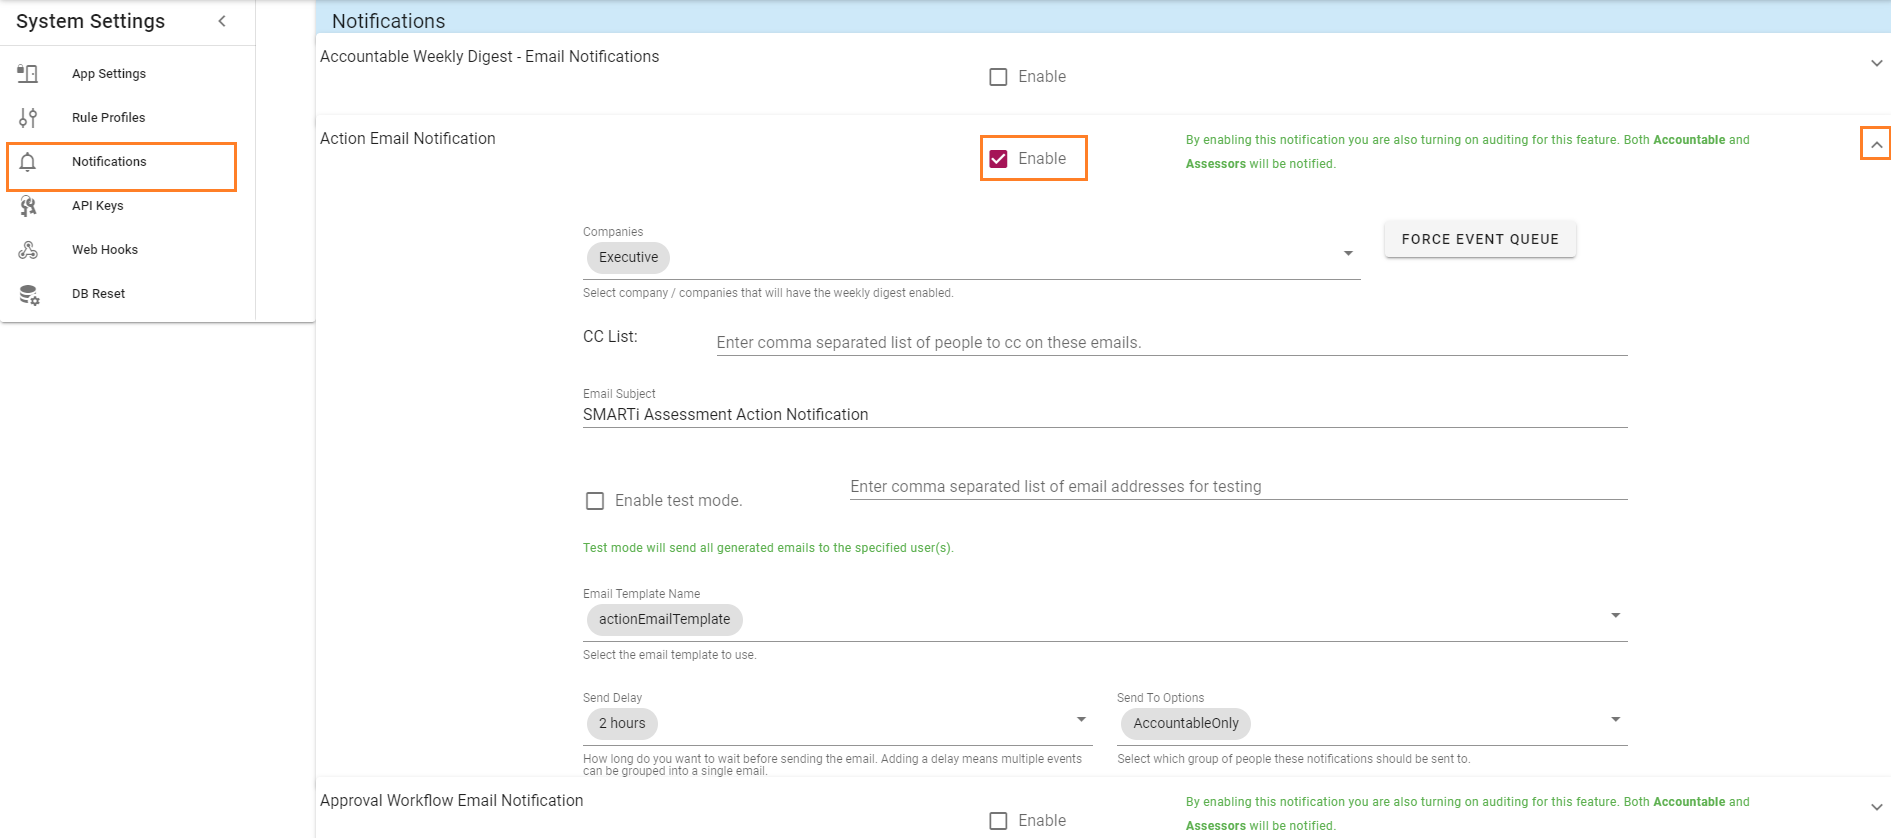 System Settings
App Settings
Rule Profiles
Notifications
API Keys
Web Hooks
DB Reset
Notifications
Accountable Weekly Digest - Email Notifications
Enable
Action Email Notification
Enable
By enabling this notification you are also turning on auditing for this feature. Both Accountable and
Assessors will be notified.
Companies
Executive
FORCE EVENT QUEUE
Select company / companies that will have the weekly digest enabled.
CC List:
Enter comma separated list of people to cc on these emails.
Email Subject
SMARTi Assessment Action Notification
Enable test mode.
Enter comma separated list of email addresses for testing
Test mode will send all generated emails to the specified user(s).
Email Template Name
actionEmailTemplate
Select the email template to use.
Send Delay
2 hours
How long do you want to wait before sending the email. Adding a delay means multiple events
can be grouped into a single email.
Send To Options
AccountableOnly
Select which group of people these notifications should be sent to.
Approval Workflow Email Notification
Enable
By enabling this notification you are also turning on auditing for this feature. Both Accountable and
Assessors will be notified.